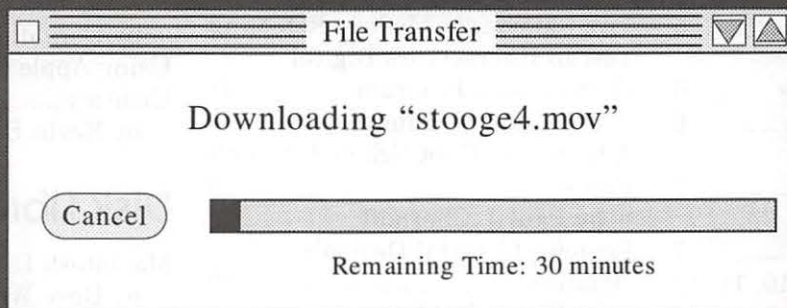 File Transfer
Downloading “stooge4.mov”
Cancel
Remaining Time: 30 minutes